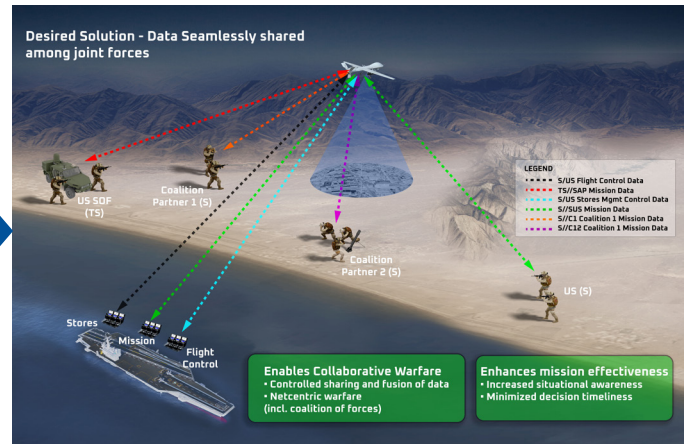 Desired Solution - Data Seamlessly shared
among joint forces
US SOF
(TS)
Coalition
Partner 1 (S)
LEGEND
S/US Flight Control Data
TS//SAP Mission Data
S/US Stores Mgmt Control Data
S//SUS Mission Data
S//C1 Coalition 1 Mission Data
S//C12 Coalition 1 Mission Data
Coalition
Partner 2 (S)
US (S)
Stores
Mission
Flight
Control
Enables Collaborative Warfare
• Controlled sharing and fusion of data
• Netcentric warfare
(incl. coalition of forces)
Enhances mission effectiveness
• Increased situational awareness
• Minimized decision timeliness